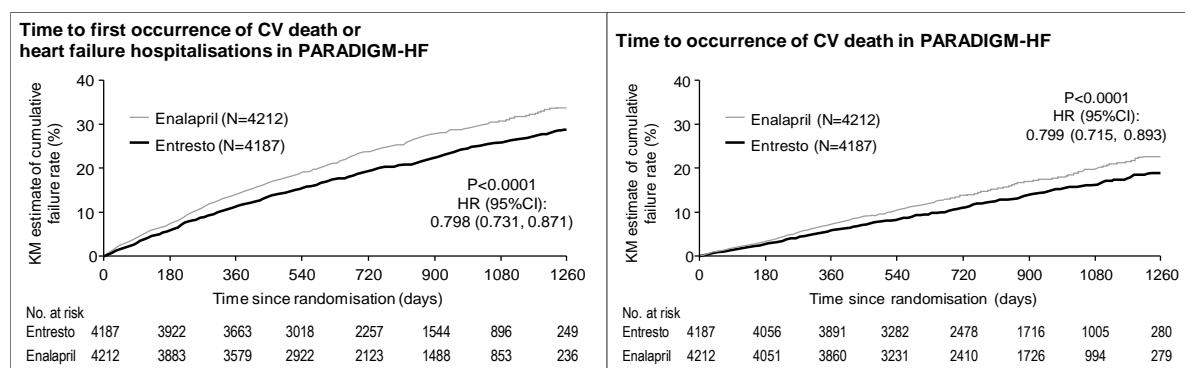 Time to first occurrence of CV death or
heart failure hospitalisations in PARADIGM-HF
KM estimate of cumulative
failure rate (%)
40
30
20
10
0
Enalapril (N=4212)
Entresto (N=4187)
P<0.0001
HR (95%CI):
0.798 (0.731, 0.871)
0 180 360 540 720 900 1080 1260
Time since randomisation (days)
No. at risk
Entresto 4187 3922 3663 3018 2257 1544 896 249
Enalapril 4212 3883 3579 2922 2123 1488 853 236
Time to occurrence of CV death in PARADIGM-HF
KM estimate of cumulative
failure rate (%)
40
30
20
10
0
Enalapril (N=4212)
Entresto (N=4187)
P<0.0001
HR (95%CI):
0.799 (0.715, 0.893)
0 180 360 540 720 900 1080 1260
Time since randomisation (days)
No. at risk
Entresto 4187 4056 3891 3282 2478 1716 1005 280
Enalapril 4212 4051 3860 3231 2410 1726 994 279